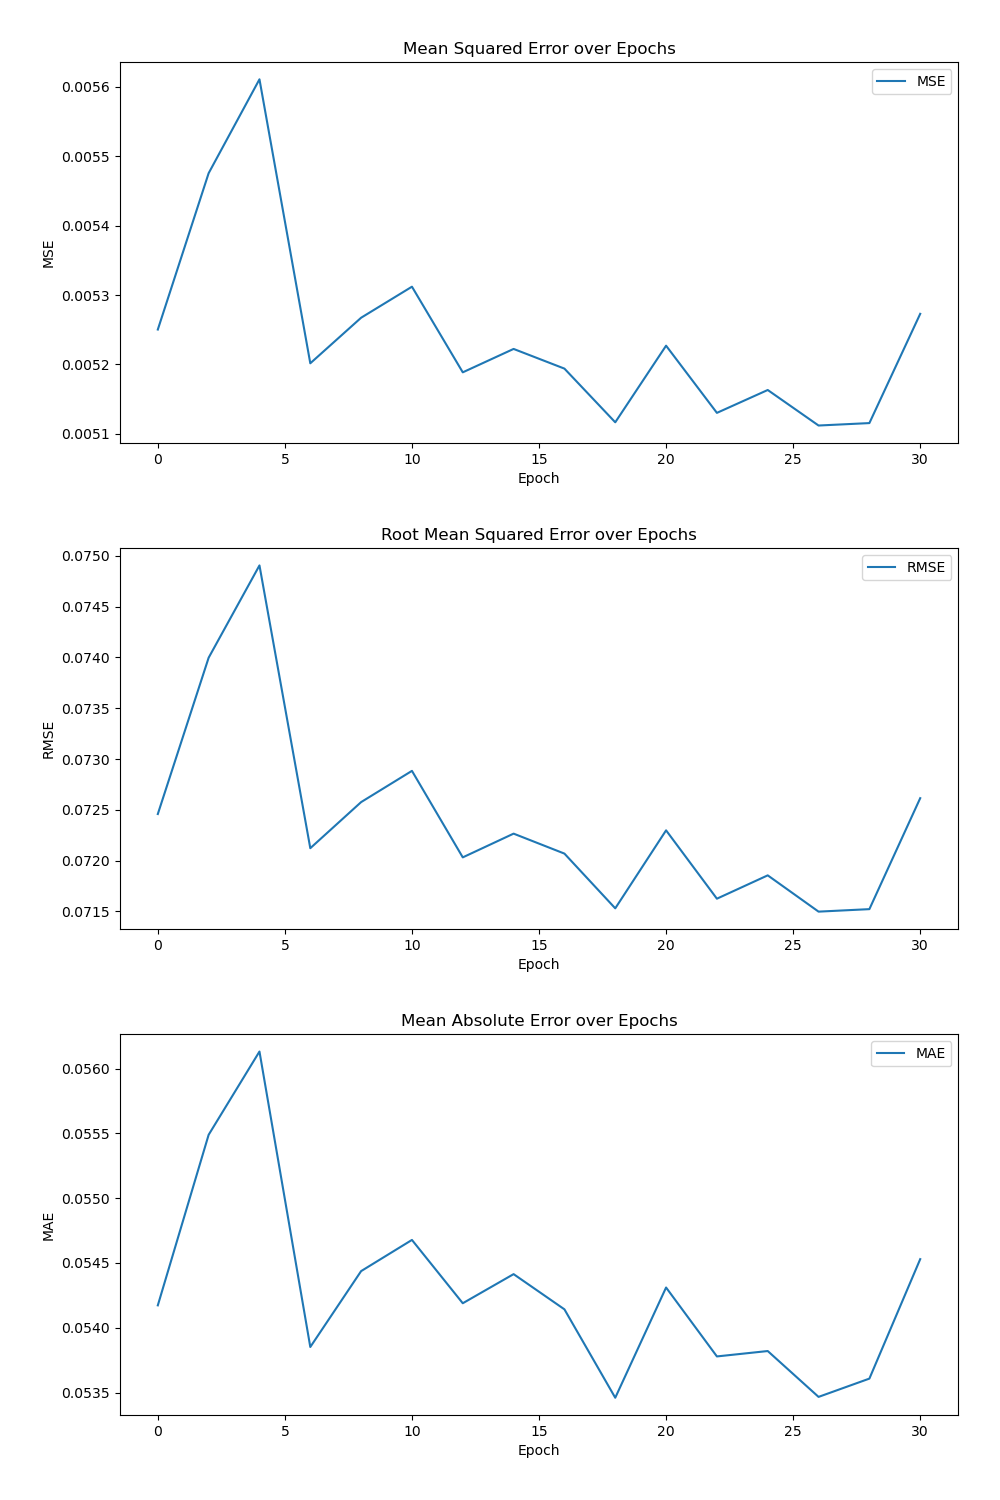 Mean Squared Error over Epochs
MSE
0.0056
0.0055
0.0054
0.0053
0.0052
0.0051
MSE
0 5 10 15 20 25 30
Epoch
Root Mean Squared Error over Epochs
RMSE
0.0750
0.0745
0.0740
0.0735
0.0730
0.0725
0.0720
0.0715
RMSE
0 5 10 15 20 25 30
Epoch
Mean Absolute Error over Epochs
MAE
0.0560
0.0555
0.0550
0.0545
0.0540
0.0535
MAE
0 5 10 15 20 25 30
Epoch